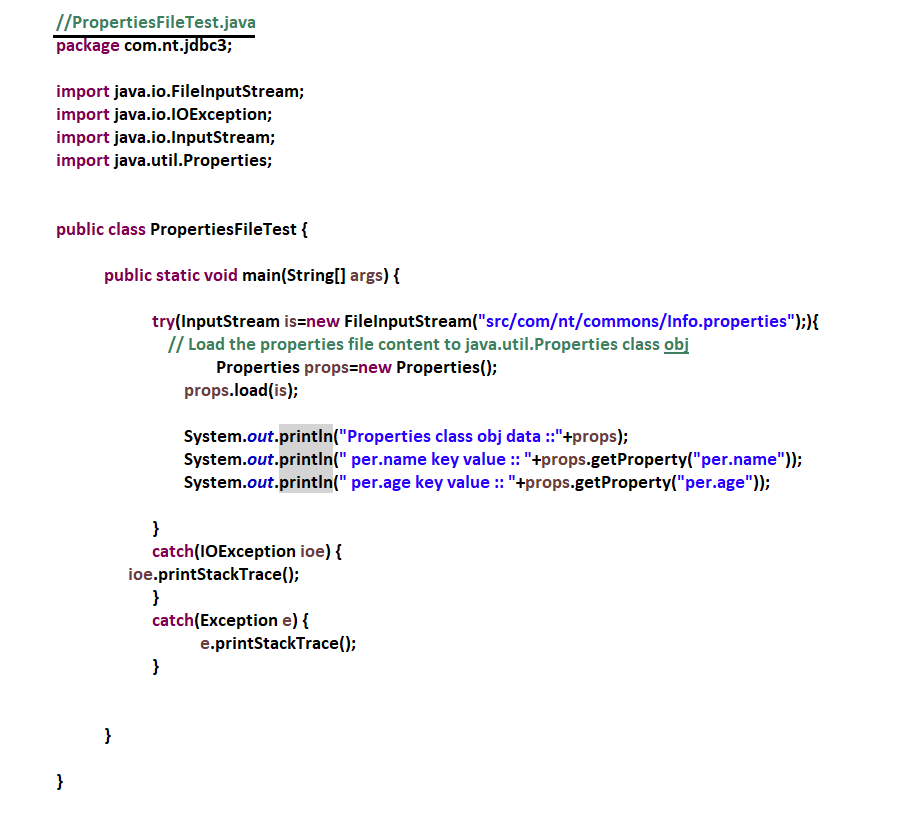 //PropertiesFileTest.java
package com.nt.jdbc3;
import java.io.FileInputStream;
import java.io.IOException;
import java.io.InputStream;
import java.util.Properties;
public class PropertiesFileTest {
public static void main(String[] args) {
try(InputStream is=new FileInputStream("src/com/nt/commons/Info.properties");){
// Load the properties file content to java.util.Properties class obj
Properties props=new Properties();
props.load(is);
System.out.println("Properties class obj data ::"+props);
System.out.println(" per.name key value :: "+props.getProperty("per.name"));
System.out.println(" per.age key value :: "+props.getProperty("per.age"));
}
catch(IOException ioe) {
ioe.printStackTrace();
}
catch(Exception e) {
e.printStackTrace();
}
}
}